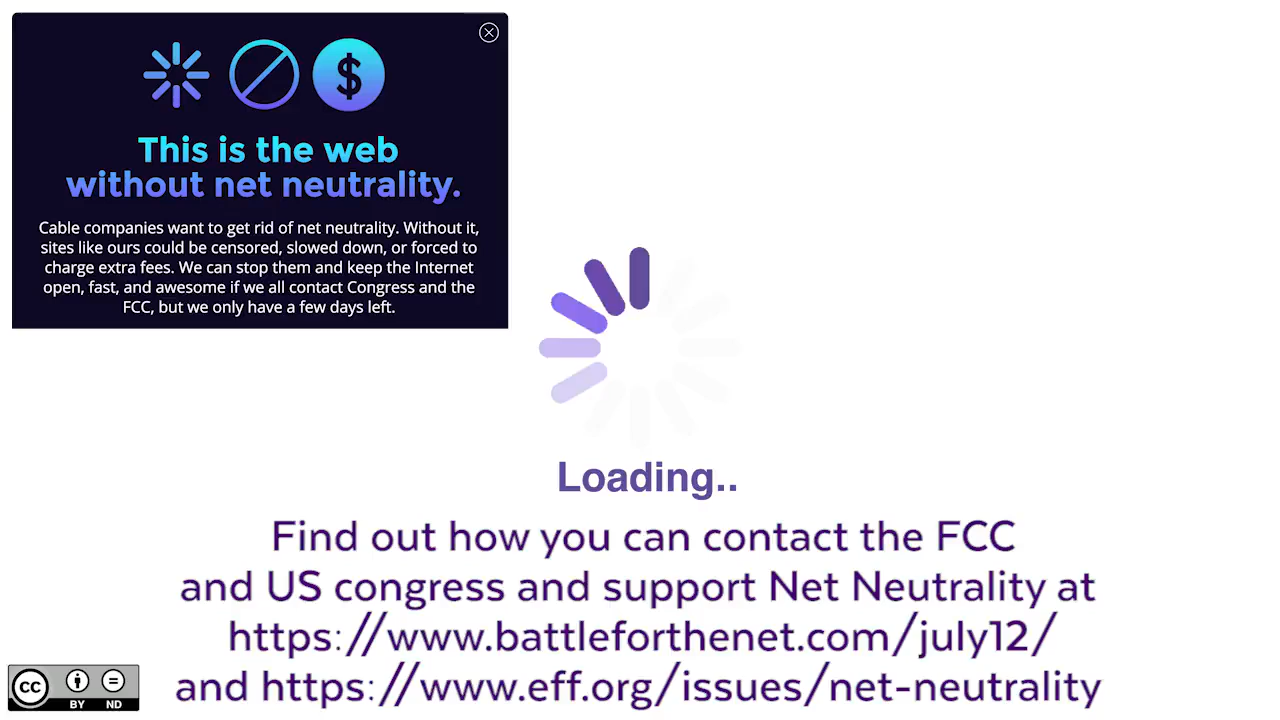 $
This is the web
without net neutrality.
Cable companies want to get rid of net neutrality. Without it,
sites like ours could be censored, slowed down, or forced to
charge extra fees. We can stop them and keep the Internet
open, fast, and awesome if we all contact Congress and the
FCC, but we only have a few days left.
Loading..
Find out how you can contact the FCC
and US congress and support Net Neutrality at
https://www.battleforthenet.com/july12/
and https://www.eff.org/issues/net-neutrality
cc
BY ND